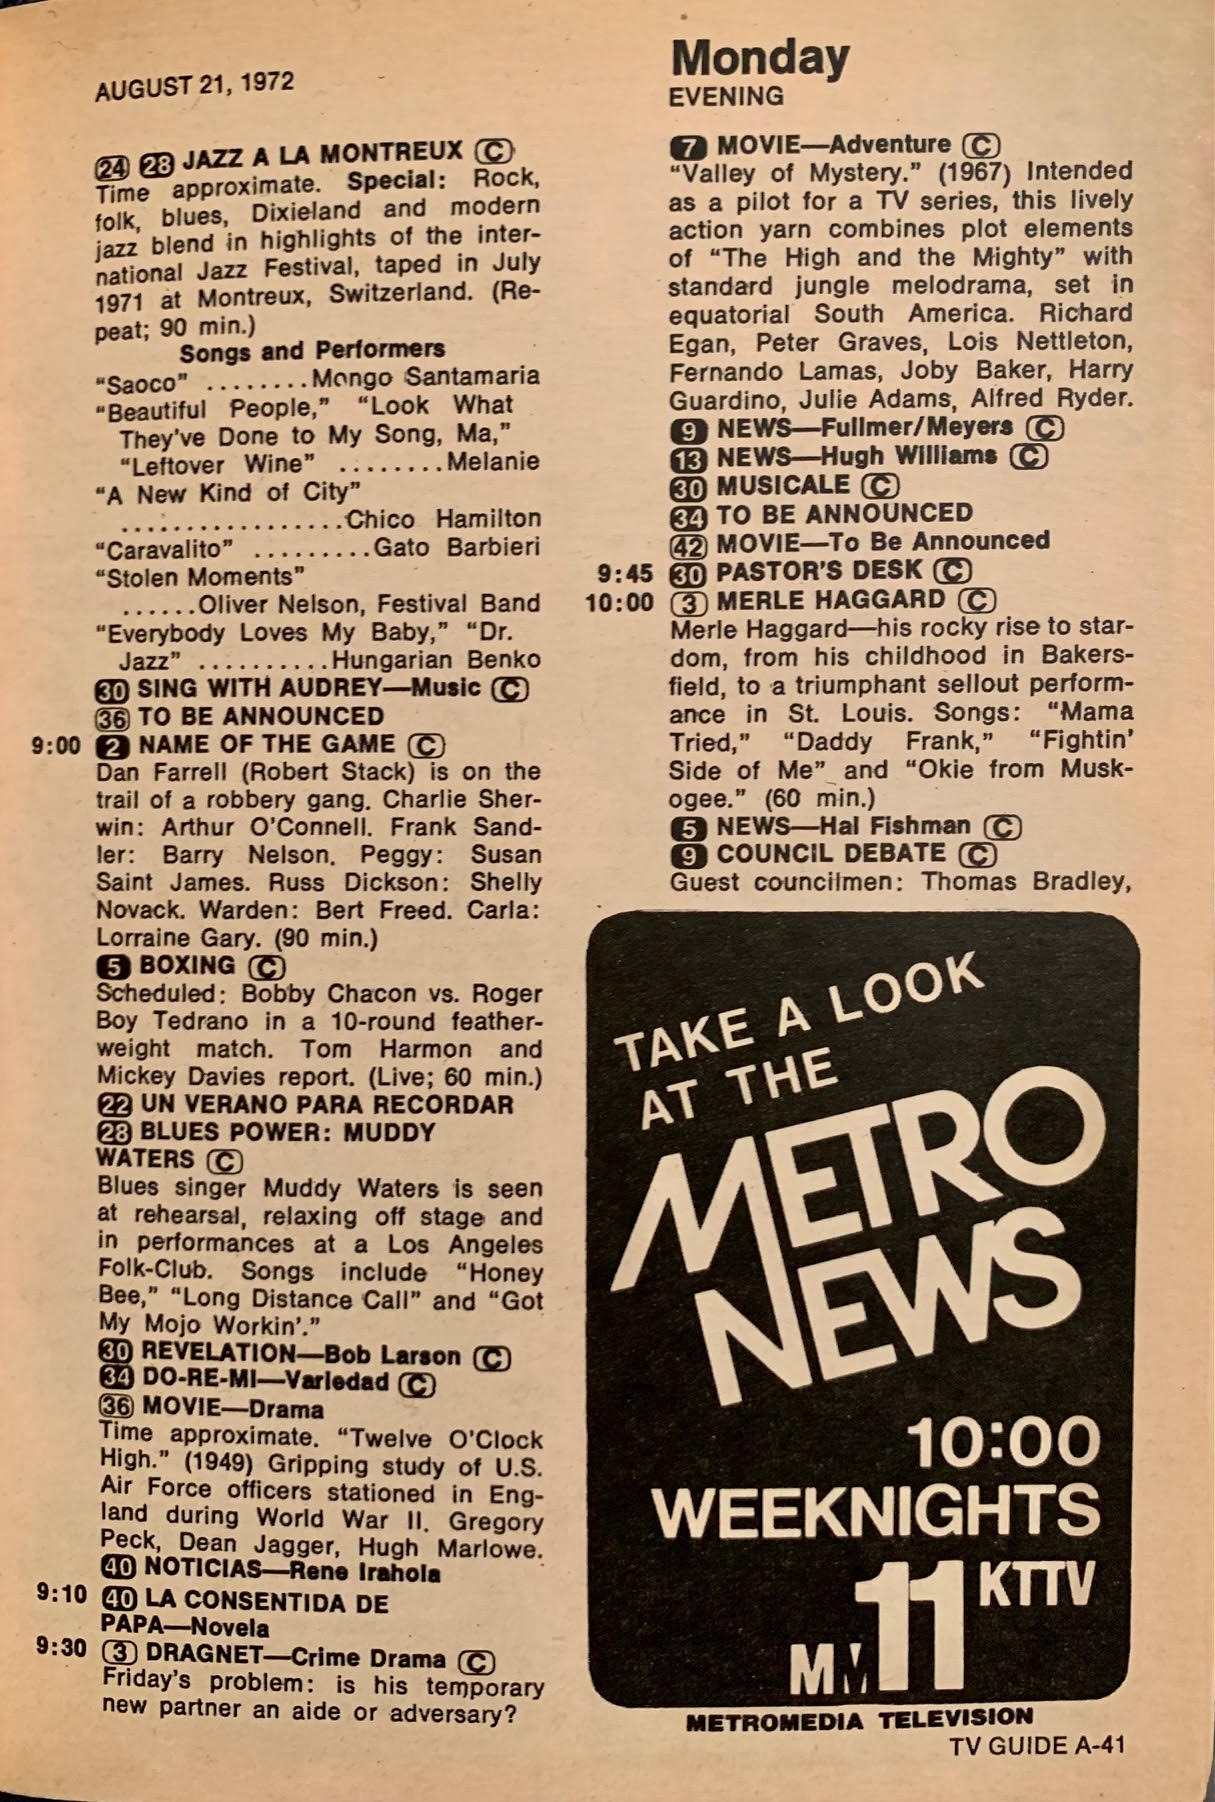 AUGUST 21, 1972
Monday
EVENING
24 28 JAZZ A LA MONTREUX C
Time approximate. Special: Rock,
folk, blues, Dixieland and modern
jazz blend in highlights of the inter-
national Jazz Festival, taped in July
1971 at Montreux, Switzerland. (Re-
peat; 90 min.)
Songs and Performers
"Saoco" ........Mongo Santamaria
"Beautiful People," "Look What
They've Done to My Song, Ma,"
"Leftover Wine" ........Melanie
"A New Kind of City"
.................Chico Hamilton
"Caravalito" .........Gato Barbieri
"Stolen Moments"
......Oliver Nelson, Festival Band
"Everybody Loves My Baby," "Dr.
Jazz" ..........Hungarian Benko
30 SING WITH AUDREY—Music C
36 TO BE ANNOUNCED
9:00 2 NAME OF THE GAME C
Dan Farrell (Robert Stack) is on the
trail of a robbery gang. Charlie Sher-
win: Arthur O'Connell. Frank Sand-
ler: Barry Nelson. Peggy: Susan
Saint James. Russ Dickson: Shelly
Novack. Warden: Bert Freed. Carla:
Lorraine Gary. (90 min.)
5 BOXING C
Scheduled: Bobby Chacon vs. Roger
Boy Tedrano in a 10-round feather-
weight match. Tom Harmon and
Mickey Davies report. (Live; 60 min.)
22 UN VERANO PARA RECORDAR
28 BLUES POWER: MUDDY
WATERS C
Blues singer Muddy Waters is seen
at rehearsal, relaxing off stage and
in performances at a Los Angeles
Folk-Club. Songs include "Honey
Bee," "Long Distance Call" and "Got
My Mojo Workin'."
30 REVELATION—Bob Larson C
34 DO-RE-MI—Variedad C
36 MOVIE—Drama
Time approximate. "Twelve O'Clock
High." (1949) Gripping study of U.S.
Air Force officers stationed in Eng-
land during World War II. Gregory
Peck, Dean Jagger, Hugh Marlowe.
40 NOTICIAS—Rene Irahola
9:10 40 LA CONSENTIDA DE
PAPA—Novela
9:30 3 DRAGNET—Crime Drama C
Friday's problem: is his temporary
new partner an aide or adversary?
7 MOVIE—Adventure C
"Valley of Mystery." (1967) Intended
as a pilot for a TV series, this lively
action yarn combines plot elements
of "The High and the Mighty" with
standard jungle melodrama, set in
equatorial South America. Richard
Egan, Peter Graves, Lois Nettleton,
Fernando Lamas, Joby Baker, Harry
Guardino, Julie Adams, Alfred Ryder.
9 NEWS—Fullmer/Meyers C
13 NEWS—Hugh Williams C
30 MUSICALE C
34 TO BE ANNOUNCED
42 MOVIE—To Be Announced
9:45 30 PASTOR'S DESK C
10:00 3 MERLE HAGGARD C
Merle Haggard—his rocky rise to star-
dom, from his childhood in Bakers-
field, to a triumphant sellout perform-
ance in St. Louis. Songs: "Mama
Tried," "Daddy Frank," "Fightin'
Side of Me" and "Okie from Musk-
ogee." (60 min.)
5 NEWS—Hal Fishman C
9 COUNCIL DEBATE C
Guest councilmen: Thomas Bradley,
TAKE A LOOK
AT THE
METRO
NEWS
10:00
WEEKNIGHTS
MM 11 KTTV
METROMEDIA TELEVISION
TV GUIDE A-41